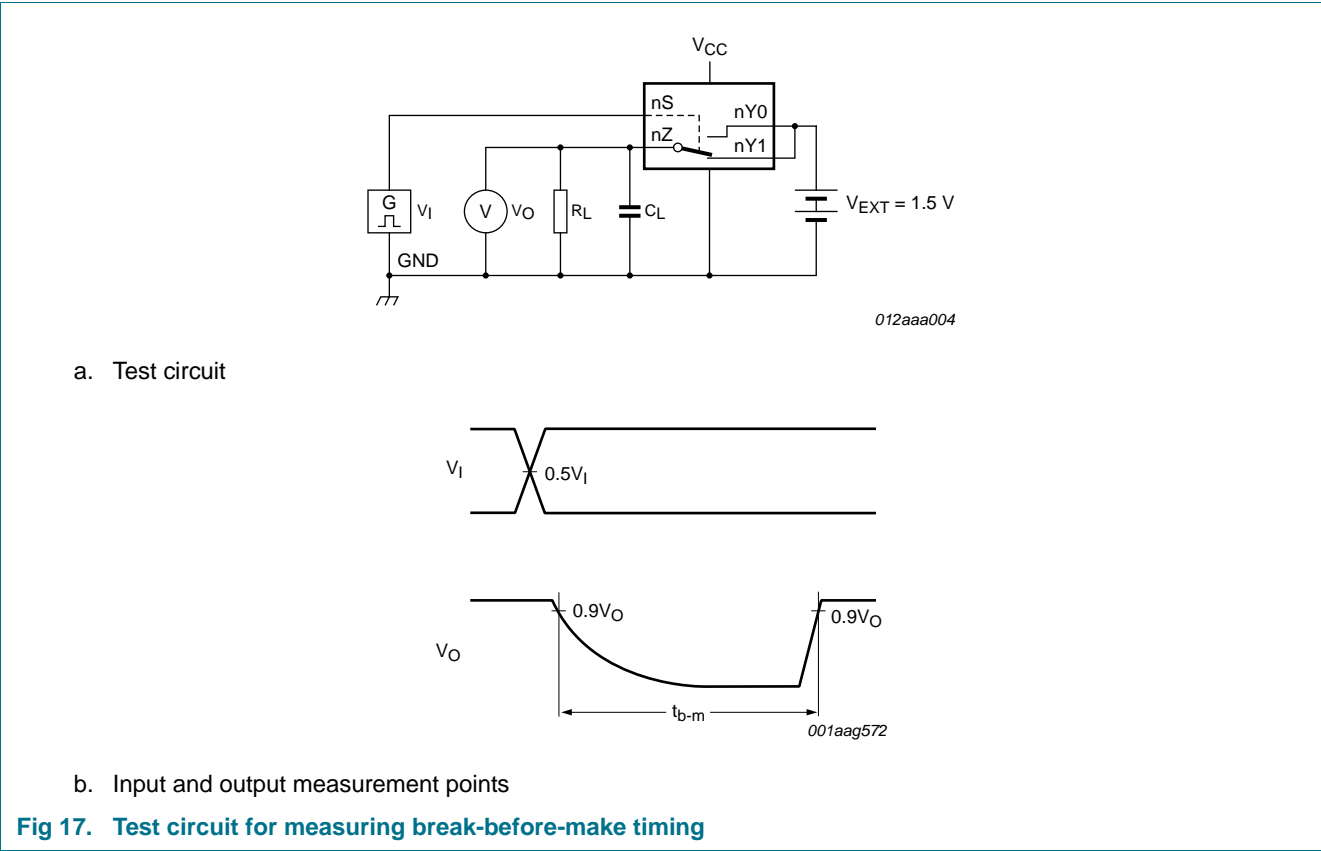 VCC
nS
nY0
nZ
nY1
G
VI
V
VO
RL
CL
VEXT = 1.5 V
GND
012aaa004
a. Test circuit
VI
0.5VI
0.9VO
0.9VO
VO
tb-m
001aag572
b. Input and output measurement points
Fig 17. Test circuit for measuring break-before-make timing